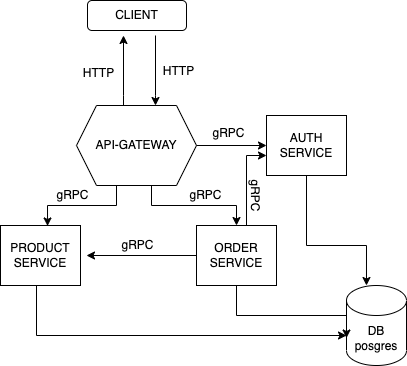 CLIENT
HTTP
HTTP
API-GATEWAY
gRPC
AUTH
SERVICE
gRPC
gRPC
gRPC
PRODUCT
SERVICE
gRPC
ORDER
SERVICE
DB
posgres